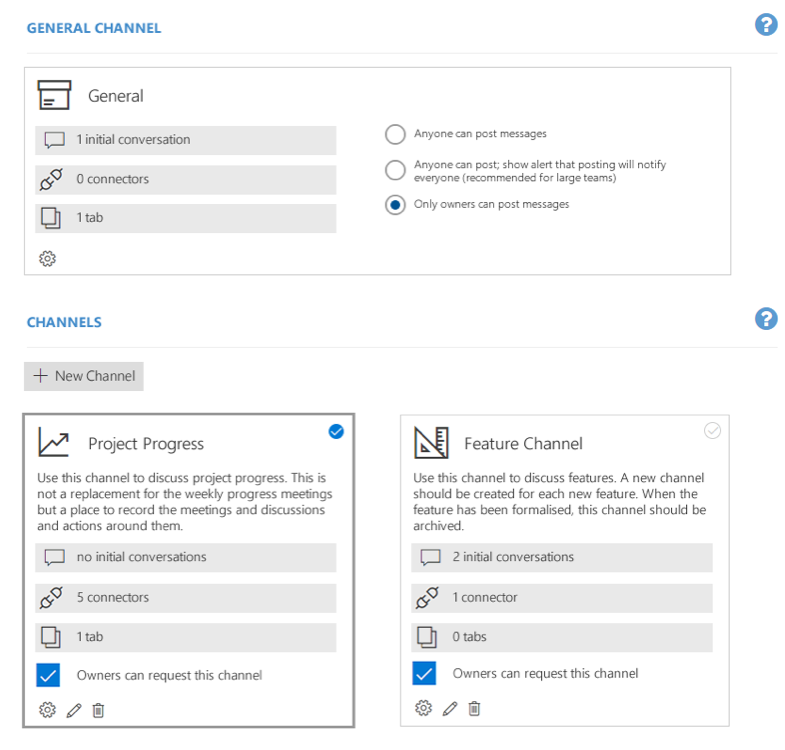 GENERAL CHANNEL
?
General
1 initial conversation
0 connectors
1 tab
Anyone can post messages
Anyone can post; show alert that posting will notify
everyone (recommended for large teams)
Only owners can post messages
CHANNELS
?
+ New Channel
Project Progress
Use this channel to discuss project progress. This is
not a replacement for the weekly progress meetings
but a place to record the meetings and discussions
and actions around them.
no initial conversations
5 connectors
1 tab
Owners can request this channel
Feature Channel
Use this channel to discuss features. A new channel
should be created for each new feature. When the
feature has been formalised, this channel should be
archived.
2 initial conversations
1 connector
0 tabs
Owners can request this channel